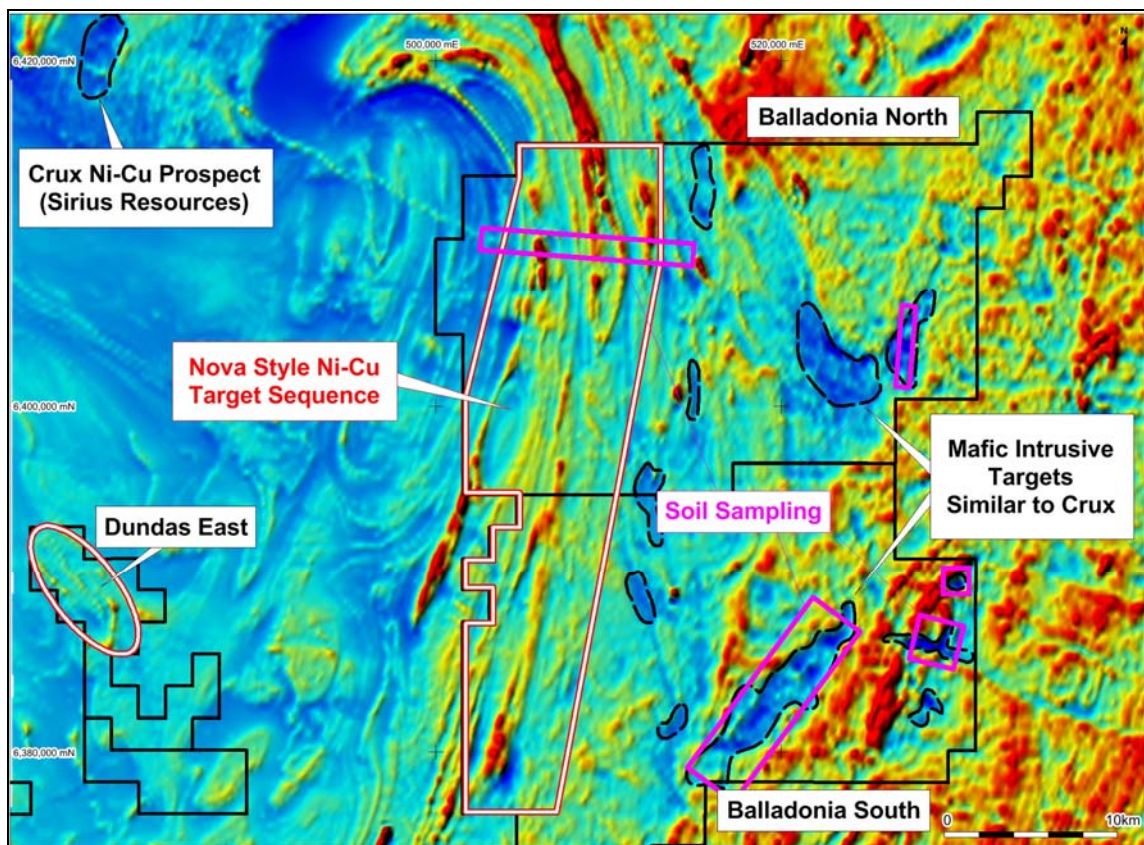 500,000 mE
520,000 mE
N
6,420,000 mN
Balladonia North
Crux Ni-Cu Prospect
(Sirius Resources)
Nova Style Ni-Cu
Target Sequence
6,400,000 mN
Mafic Intrusive
Targets
Similar to Crux
Soil Sampling
Dundas East
6,380,000 mN
Balladonia South
0
10km